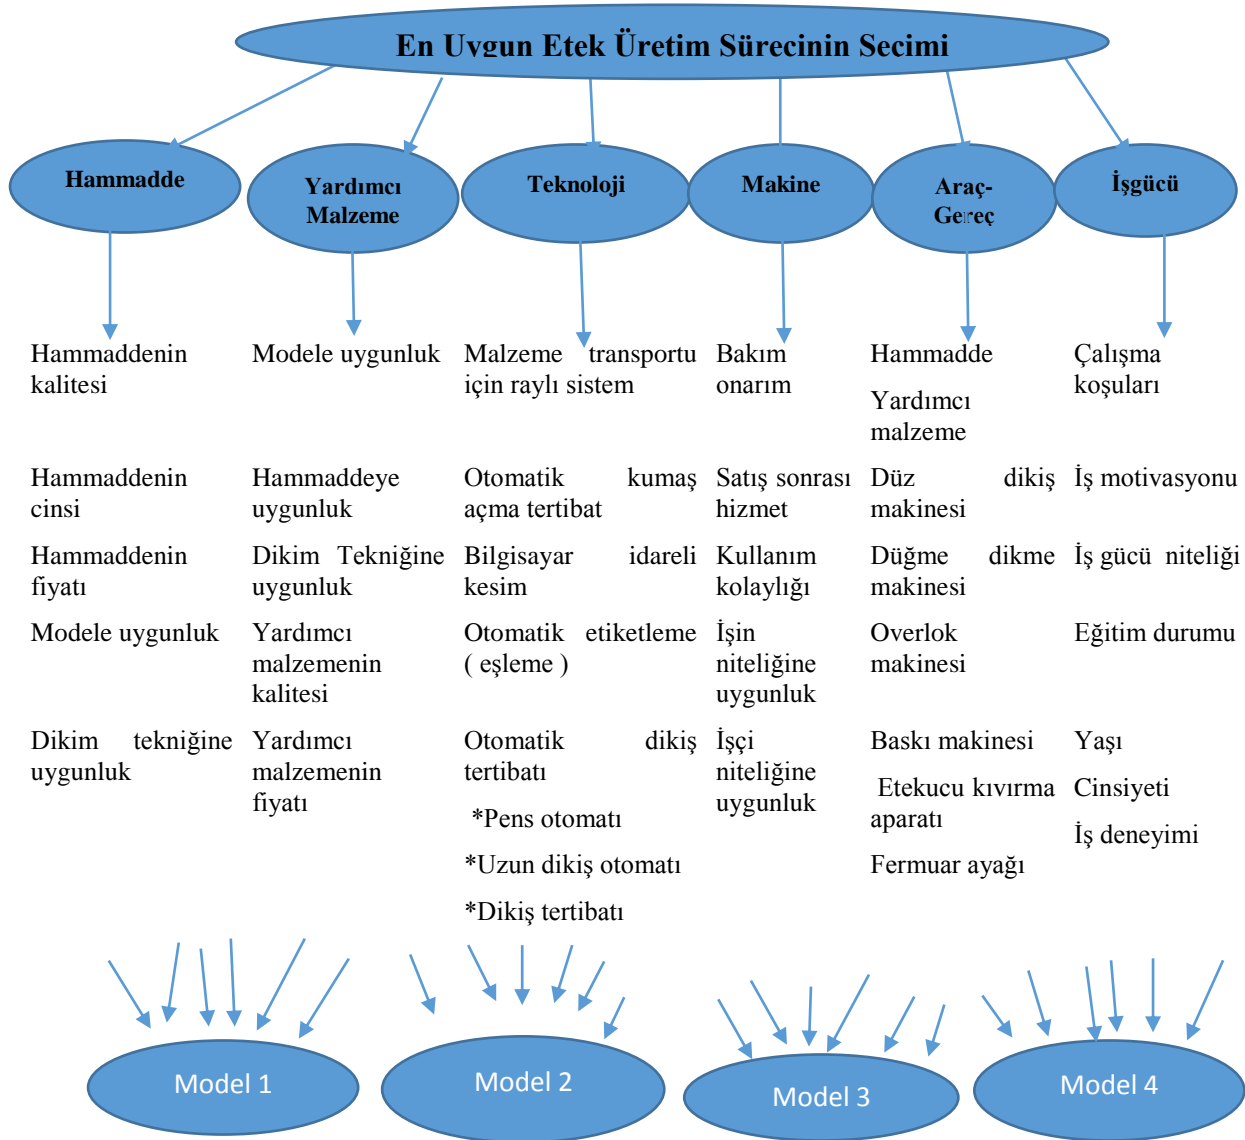 En Uygun Etek Üretim Sürecinin Secimi
Hammadde
Yardımcı
Malzeme
Teknoloji
Makine
Araç-
Gereç
İşgücü
Hammaddenin
kalitesi
Hammaddenin
cinsi
Hammaddenin
fiyatı
Modele uygunluk
Dikim tekniğine
uygunluk
Modele uygunluk
Hammaddeye
uygunluk
Dikim Tekniğine
uygunluk
Yardımcı
malzemenin
kalitesi
Yardımcı
malzemenin
fiyatı
Malzeme transportu
için raylı sistem
Otomatik kumaş
açma tertibat
Bilgisayar idareli
kesim
Otomatik etiketleme
( eşleme )
Otomatik dikiş
tertibatı
*Pens otomatı
*Uzun dikiş otomatı
*Dikiş tertibatı
Bakım
onarım
Satış sonrası
hizmet
Kullanım
kolaylığı
İşin
niteliğine
uygunluk
İşçi
niteliğine
uygunluk
Hammadde
Yardımcı
malzeme
Düz dikiş
makinesi
Düğme dikme
makinesi
Overlok
makinesi
Baskı makinesi
Etekucu kıvırma
aparatı
Fermuar ayağı
Çalışma
koşuları
İş motivasyonu
İş gücü niteliği
Eğitim durumu
Yaşı
Cinsiyeti
İş deneyimi
Model 1
Model 2
Model 3
Model 4